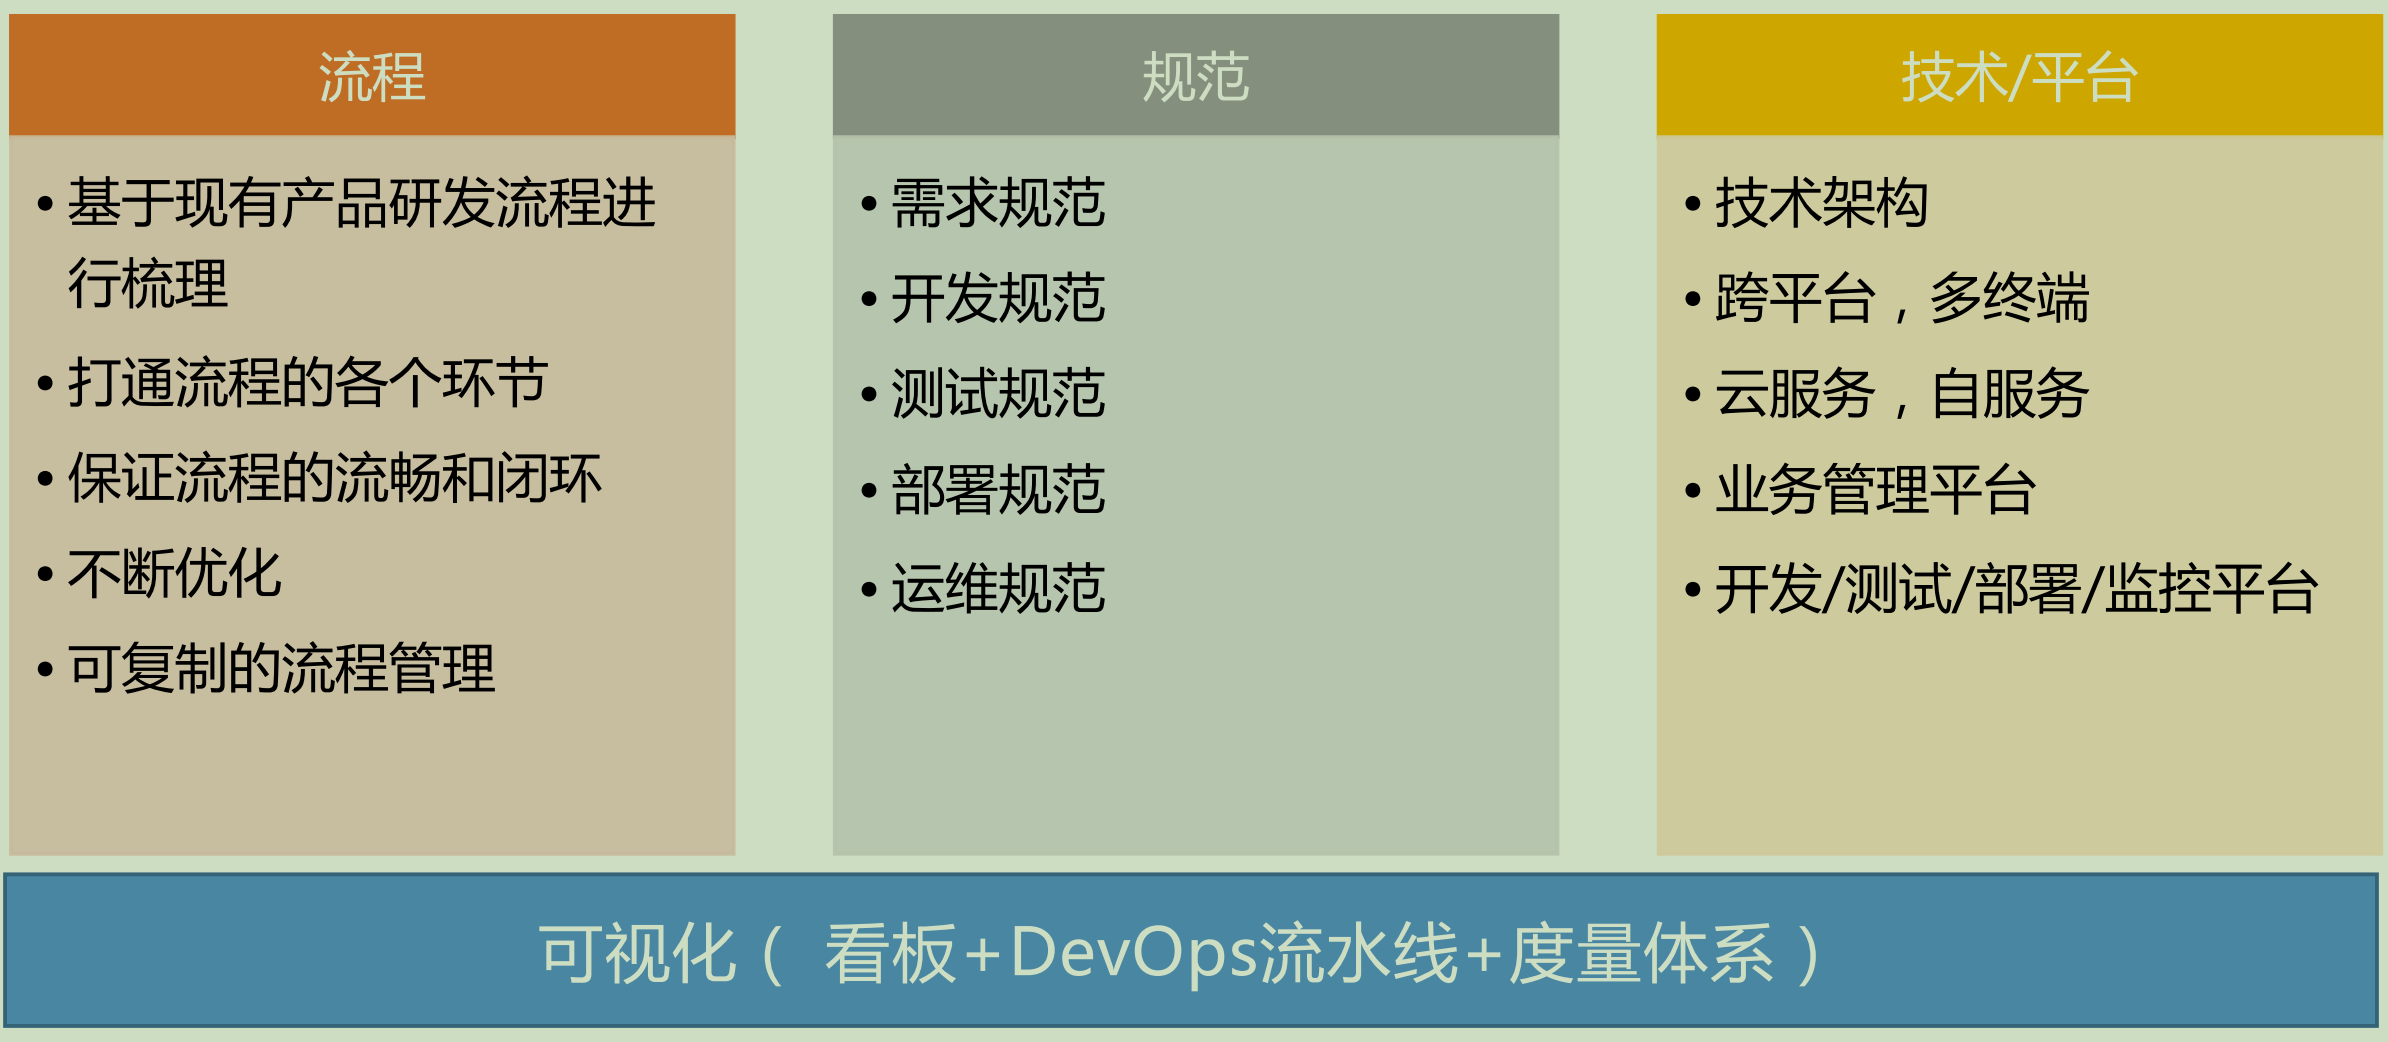 流程
• 基于现有产品研发流程进
行梳理
• 打通流程的各个环节
• 保证流程的流畅和闭环
• 不断优化
• 可复制的流程管理
规范
• 需求规范
• 开发规范
• 测试规范
• 部署规范
• 运维规范
技术/平台
• 技术架构
• 跨平台，多终端
• 云服务，自服务
• 业务管理平台
• 开发/测试/部署/监控平台
可视化（ 看板+DevOps流水线+度量体系）